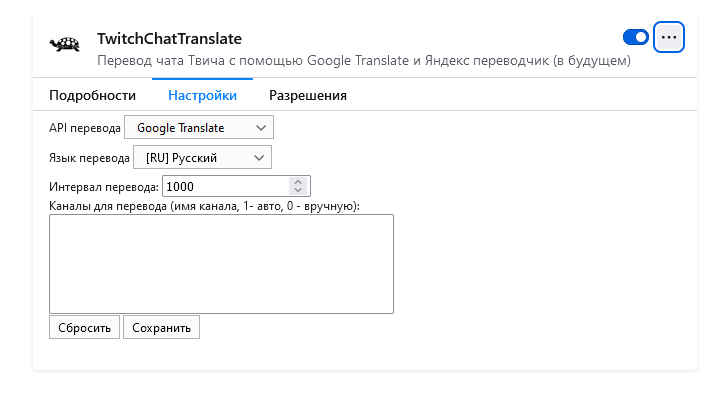 TwitchChatTranslate
Перевод чата Твича с помощью Google Translate и Яндекс переводчик (в будущем)
Подробности Настройки Разрешения
API перевода Google Translate
Язык перевода [RU] Русский
Интервал перевода: 1000
Каналы для перевода (имя канала, 1- авто, 0 - вручную):
Сбросить Сохранить